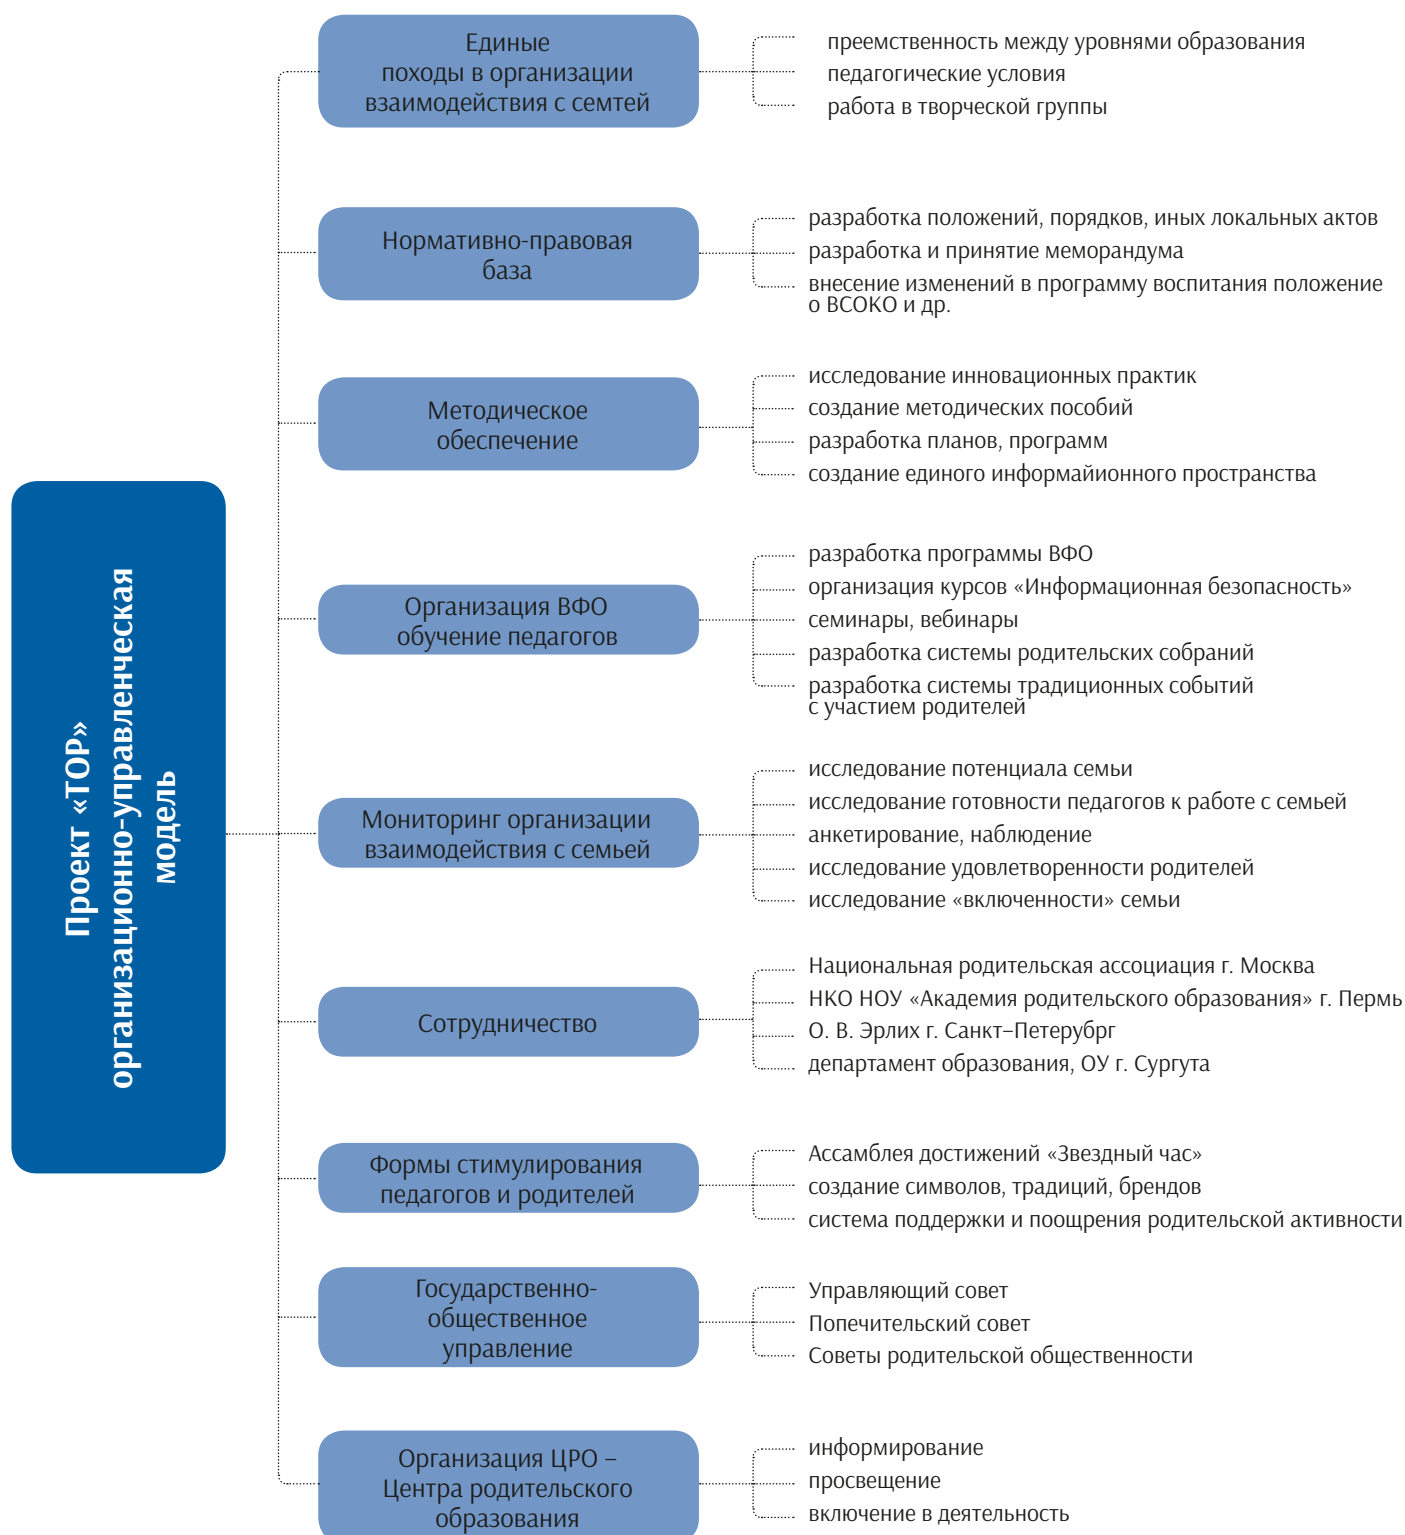 Проект «ТОР»
организационно-управленческая
модель
Единые
походы в организации
взаимодействия с семтей
преемственность между уровнями образования
педагогические условия
работа в творческой группы
Нормативно-правовая
база
разработка положений, порядков, иных локальных актов
разработка и принятие меморандума
внесение изменений в программу воспитания положение
о ВСОКО и др.
Методическое
обеспечение
исследование инновационных практик
создание методических пособий
разработка планов, программ
создание единого информайионного пространства
Организация ВФО
обучение педагогов
разработка программы ВФО
организация курсов «Информационная безопасность»
семинары, вебинары
разработка системы родительских собраний
разработка системы традиционных событий
с участием родителей
Мониторинг организации
взаимодействия с семьей
исследование потенциала семьи
исследование готовности педагогов к работе с семьей
анкетирование, наблюдение
исследование удовлетворенности родителей
исследование «включенности» семьи
Сотрудничество
Национальная родительская ассоциация г. Москва
НКО НОУ «Академия родительского образования» г. Пермь
О. В. Эрлих г. Санкт–Петерубрг
департамент образования, ОУ г. Сургута
Формы стимулирования
педагогов и родителей
Ассамблея достижений «Звездный час»
создание символов, традиций, брендов
система поддержки и поощрения родительской активности
Государственно-
общественное
управление
Управляющий совет
Попечительский совет
Советы родительской общественности
Организация ЦРО –
Центра родительского
образования
информирование
просвещение
включение в деятельность